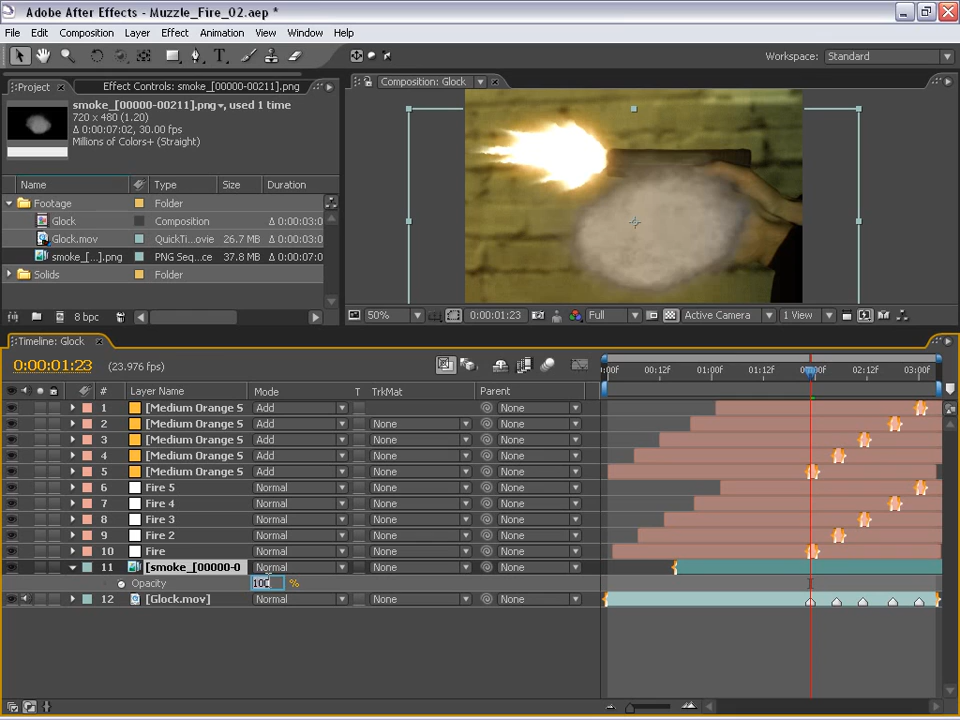 Adobe After Effects - Muzzle_Fire_02.aep *
File Edit Composition Layer Effect Animation View Window Help
Workspace: Standard
Project × Effect Controls: smoke_[00000-00211].png
Composition: Glock
smoke_[00000-00211].png, used 1 time
720 x 480 (1.20)
Δ 0:00:07:02, 30.00 fps
Millions of Colors+ (Straight)
Name Type Size Duration
Footage Folder
Glock Composition Δ 0:00:03:0
Glock.mov QuickTi...ovie 26.7 MB Δ 0:00:03:0
smoke_[...].png PNG Seq...ce 37.8 MB Δ 0:00:07:0
Solids Folder
8 bpc
50% 0:00:01:23 Full Active Camera 1 View
Timeline: Glock ×
0:00:01:23 (23.976 fps)
# Layer Name Mode T TrkMat Parent
:00F 00:12F 01:00F 01:12F 02:12F 03:00F
1 [Medium Orange S Add None
2 [Medium Orange S Add None None
3 [Medium Orange S Add None None
4 [Medium Orange S Add None None
5 [Medium Orange S Add None None
6 Fire 5 Normal None None
7 Fire 4 Normal None None
8 Fire 3 Normal None None
9 Fire 2 Normal None None
10 Fire Normal None None
11 [smoke_[00000-0 Normal None None
Opacity 100 %
12 [Glock.mov] Normal None None